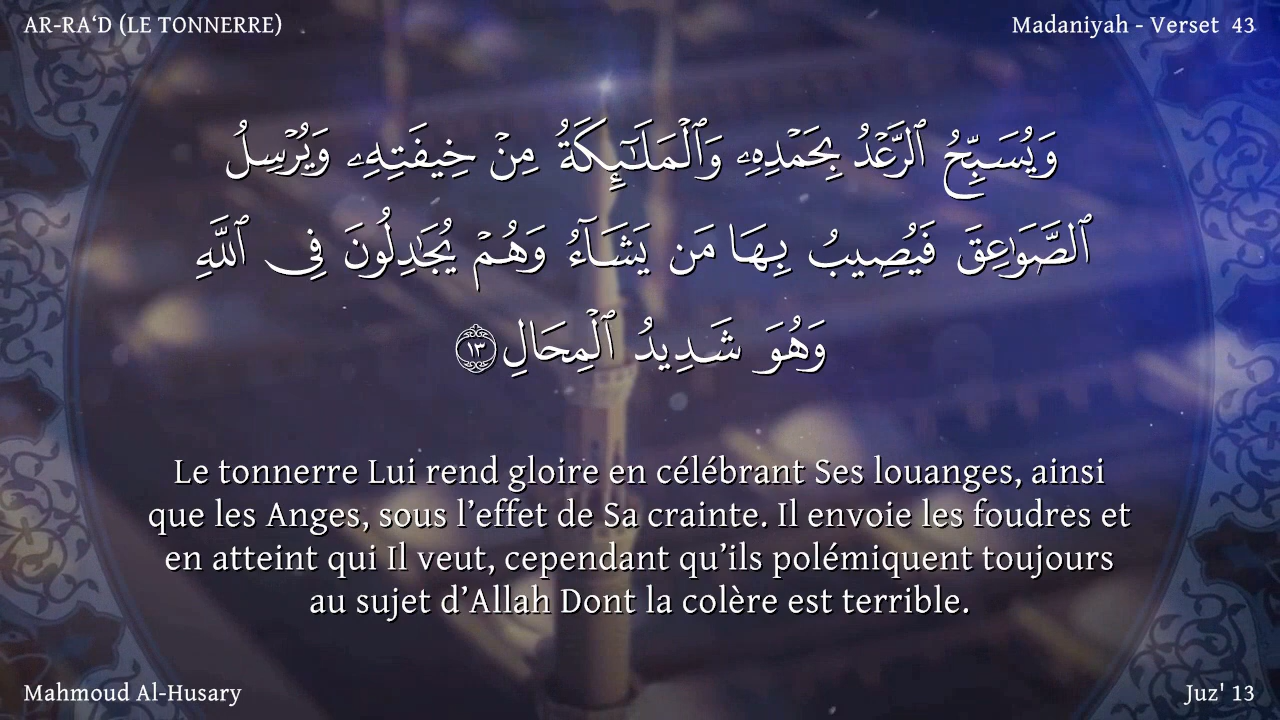 AR-RA‘D (LE TONNERRE)
Madaniyah - Verset 43
وَيُسَبِّحُ ٱلرَّعْدُ بِحَمْدِهِۦ وَٱلْمَلَـٰٓئِكَةُ مِنْ خِيفَتِهِۦ وَيُرْسِلُ
ٱلصَّوَٰعِقَ فَيُصِيبُ بِهَا مَن يَشَآءُ وَهُمْ يُجَـٰدِلُونَ فِى ٱللَّهِ
وَهُوَ شَدِيدُ ٱلْمِحَالِ ١٣
Le tonnerre Lui rend gloire en célébrant Ses louanges, ainsi
que les Anges, sous l’effet de Sa crainte. Il envoie les foudres et
en atteint qui Il veut, cependant qu’ils polémiquent toujours
au sujet d’Allah Dont la colère est terrible.
Mahmoud Al-Husary
Juz' 13